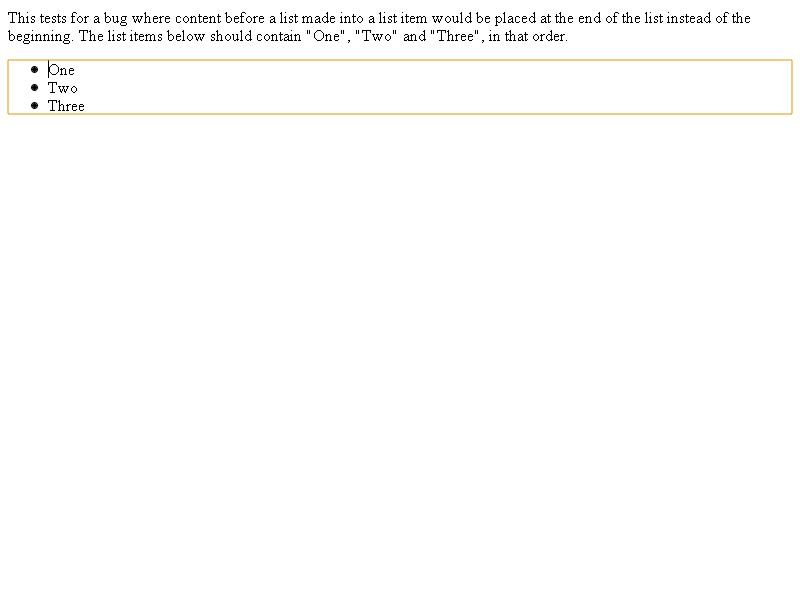 This tests for a bug where content before a list made into a list item would be placed at the end of the list instead of the
beginning. The list items below should contain "One", "Two" and "Three", in that order.
One
Two
Three